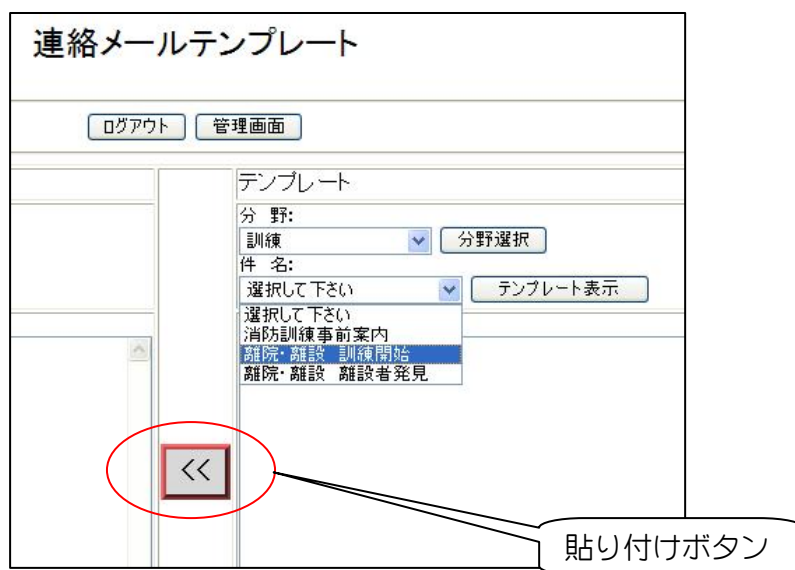 連絡メールテンプレート
ログアウト 管理画面
テンプレート
分 野:
訓練 分野選択
件 名:
選択して下さい テンプレート表示
選択して下さい
消防訓練事前案内
離院・離設 訓練開始
離院・離設 離設者発見
<<
貼り付けボタン